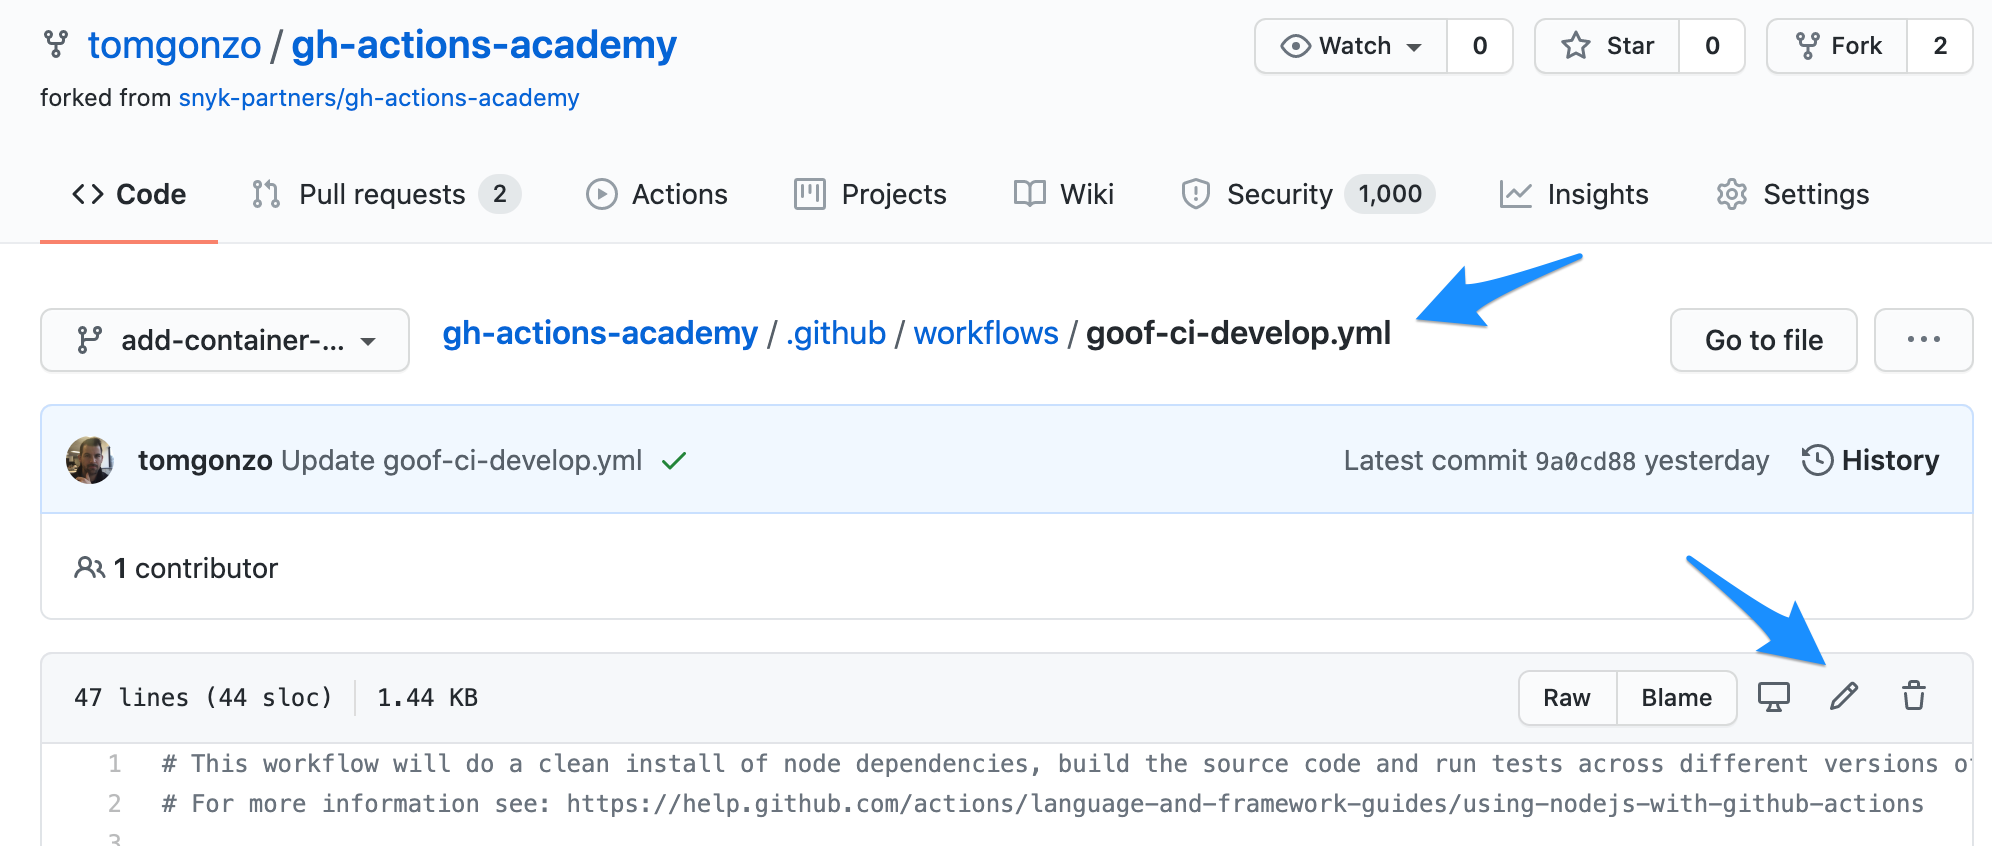 tomgonzo / gh-actions-academy
Watch 0 Star 0 Fork 2
forked from snyk-partners/gh-actions-academy
Code Pull requests 2 Actions Projects Wiki Security 1,000 Insights Settings
add-container-... gh-actions-academy / .github / workflows / goof-ci-develop.yml Go to file ...
tomgonzo Update goof-ci-develop.yml Latest commit 9a0cd88 yesterday History
1 contributor
47 lines (44 sloc) 1.44 KB Raw Blame
1 # This workflow will do a clean install of node dependencies, build the source code and run tests across different versions of
2 # For more information see: https://help.github.com/actions/language-and-framework-guides/using-nodejs-with-github-actions
3